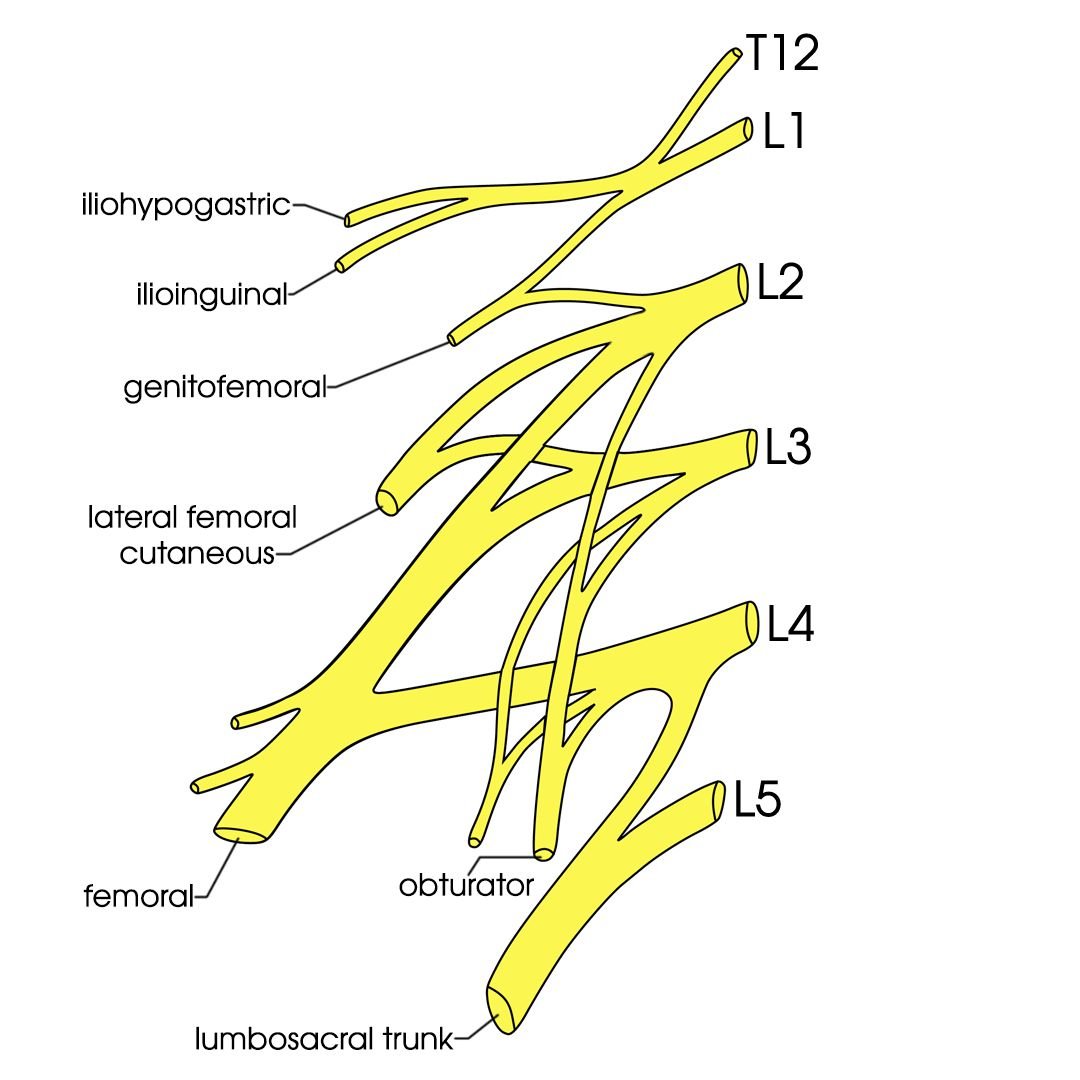 T12
L1
iliohypogastric
L2
ilioinguinal
genitofemoral
L3
lateral femoral
cutaneous
L4
L5
femoral
obturator
lumbosacral trunk